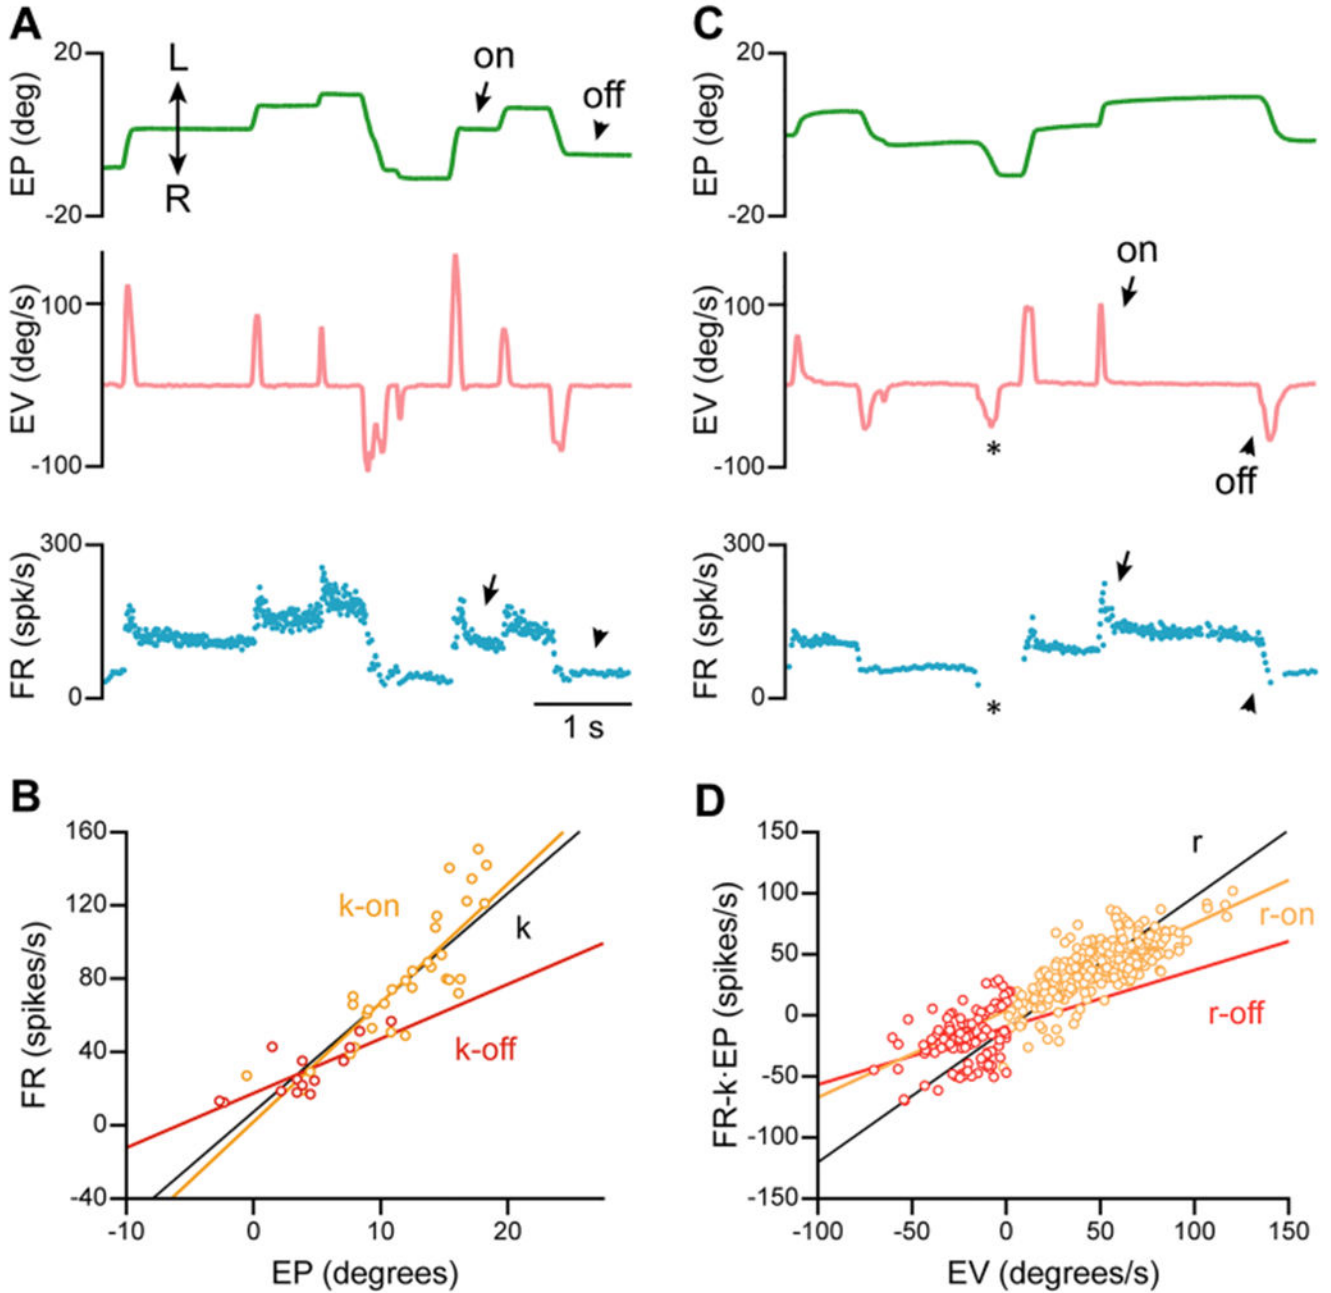 A
20
EP (deg)
-20
L
R
on
off
100
EV (deg/s)
-100
300
FR (spk/s)
0
1 s
C
20
EP (deg)
-20
100
EV (deg/s)
-100
on
*
off
300
FR (spk/s)
0
*
B
160
120
80
40
0
-40
FR (spikes/s)
k-on
k
k-off
-10 0 10 20
EP (degrees)
D
150
100
50
0
-50
-100
-150
FR-k·EP (spikes/s)
r
r-on
r-off
-100 -50 0 50 100 150
EV (degrees/s)